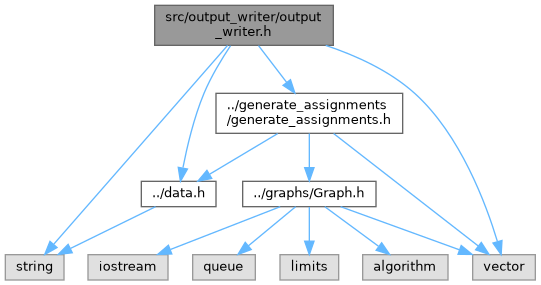 src/output_writer/output
_writer.h
../generate_assignments
/generate_assignments.h
../data.h
../graphs/Graph.h
string
iostream
queue
limits
algorithm
vector